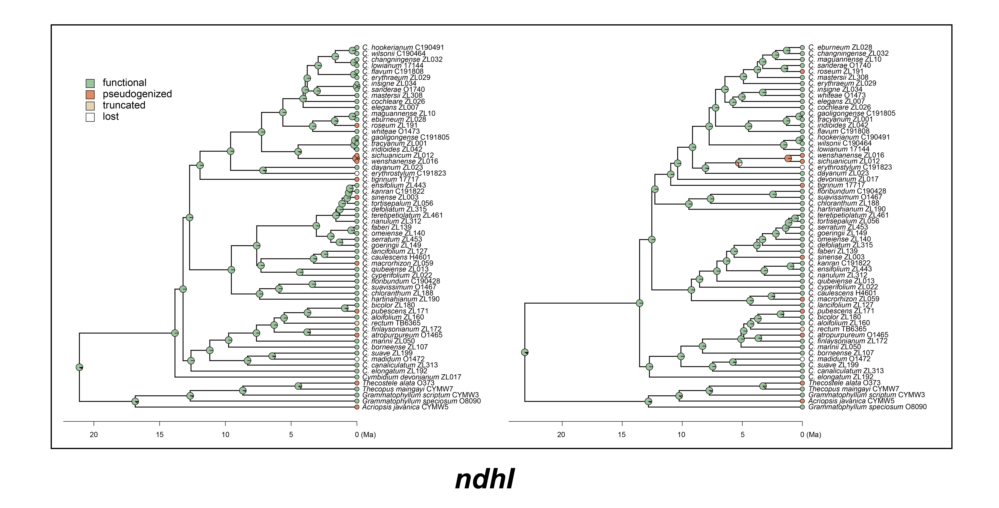 functional
pseudogenized
truncated
lost
C. hookerianum C190491
C. wilsonii C190464
C. changningense ZL032
C. lowianum 17144
C. flavum C191808
C. erythraeum ZL029
C. insigne ZL034
C. sanderae O1740
C. mastersii ZL308
C. cochleare ZL026
C. elegans ZL007
C. maguannense ZL10
C. eburneum ZL028
C. roseum ZL191
C. whiteae O1473
C. gaoligongense C191805
C. tracyanum ZL001
C. iridioides ZL042
C. sichuanicum ZL012
C. wenshanense ZL016
C. dayanum ZL023
C. erythrostylum C191823
C. tigrinum 17717
C. ensifolium ZL443
C. kanran C191822
C. sinense ZL003
C. tortisepalum ZL056
C. defoliatum ZL315
C. teretipetiolatum ZL461
C. nanulum ZL312
C. faberi ZL139
C. omeiense ZL140
C. serratum ZL453
C. goeringii ZL149
C. lancifolium ZL127
C. caulescens H4601
C. macrorhizon ZL059
C. qiubeiense ZL013
C. cyperifolium ZL022
C. floribundum C190428
C. suavissimum O1467
C. chloranthum ZL188
C. hartinahianum ZL190
C. bicolor ZL180
C. pubescens ZL171
C. aloifolium ZL160
C. rectum TB6365
C. finlaysonianum ZL172
C. atropurpureum O1465
C. mannii ZL050
C. borneense ZL107
C. suave ZL199
C. madidum O1472
C. canaliculatum ZL313
C. elongatum ZL192
Cymbidium devonianum ZL017
Thecostele alata O373
Thecopus maingayi CYMW7
Grammatophyllum scriptum CYMW3
Grammatophyllum speciosum O8090
Acriopsis javanica CYMW5
20 15 10 5 0 (Ma)
C. eburneum ZL028
C. changningense ZL032
C. maguannense ZL10
C. sanderae O1740
C. roseum ZL191
C. mastersii ZL308
C. erythraeum ZL029
C. insigne ZL034
C. whiteae O1473
C. elegans ZL007
C. cochleare ZL026
C. gaoligongense C191805
C. tracyanum ZL001
C. iridioides ZL042
C. flavum C191808
C. hookerianum C190491
C. wilsonii C190464
C. lowianum 17144
C. wenshanense ZL016
C. sichuanicum ZL012
C. erythrostylum C191823
C. dayanum ZL023
C. devonianum ZL017
C. tigrinum 17717
C. floribundum C190428
C. suavissimum O1467
C. chloranthum ZL188
C. hartinahianum ZL190
C. teretipetiolatum ZL461
C. tortisepalum ZL056
C. serratum ZL453
C. goeringii ZL149
C. omeiense ZL140
C. defoliatum ZL315
C. faberi ZL139
C. sinense ZL003
C. kanran C191822
C. ensifolium ZL443
C. nanulum ZL312
C. qiubeiense ZL013
C. cyperifolium ZL022
C. caulescens H4601
C. macrorhizon ZL059
C. lancifolium ZL127
C. pubescens ZL171
C. bicolor ZL180
C. aloifolium ZL160
C. rectum TB6365
C. atropurpureum O1465
C. finlaysonianum ZL172
C. mannii ZL050
C. borneense ZL107
C. madidum O1472
C. suave ZL199
C. canaliculatum ZL313
C. elongatum ZL192
Thecostele alata O373
Thecopus maingayi CYMW7
Grammatophyllum scriptum CYMW3
Acriopsis javanica CYMW5
Grammatophyllum speciosum O8090
20 15 10 5 0 (Ma)
ndhI